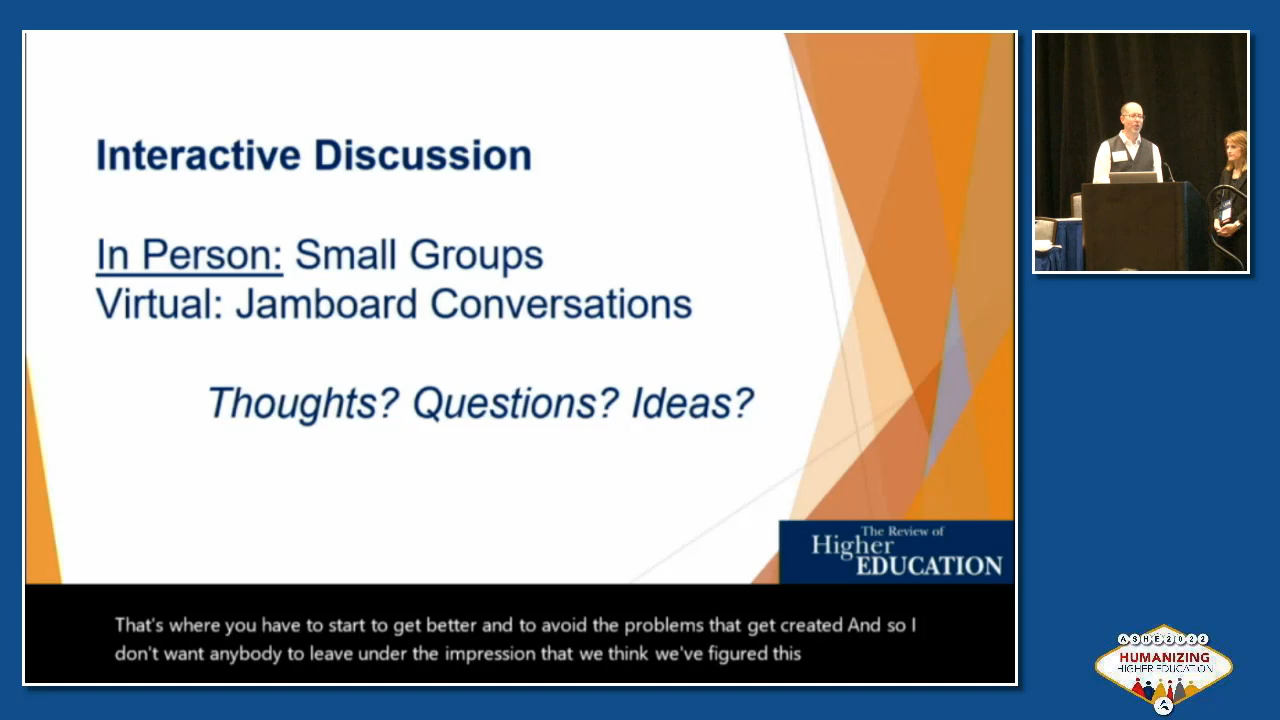 Interactive Discussion
In Person: Small Groups
Virtual: Jamboard Conversations
Thoughts? Questions? Ideas?
The Review of
Higher
EDUCATION
That's where you have to start to get better and to avoid the problems that get created And so I
don't want anybody to leave under the impression that we think we've figured this
ASHE2022
HUMANIZING
HIGHER EDUCATION
A